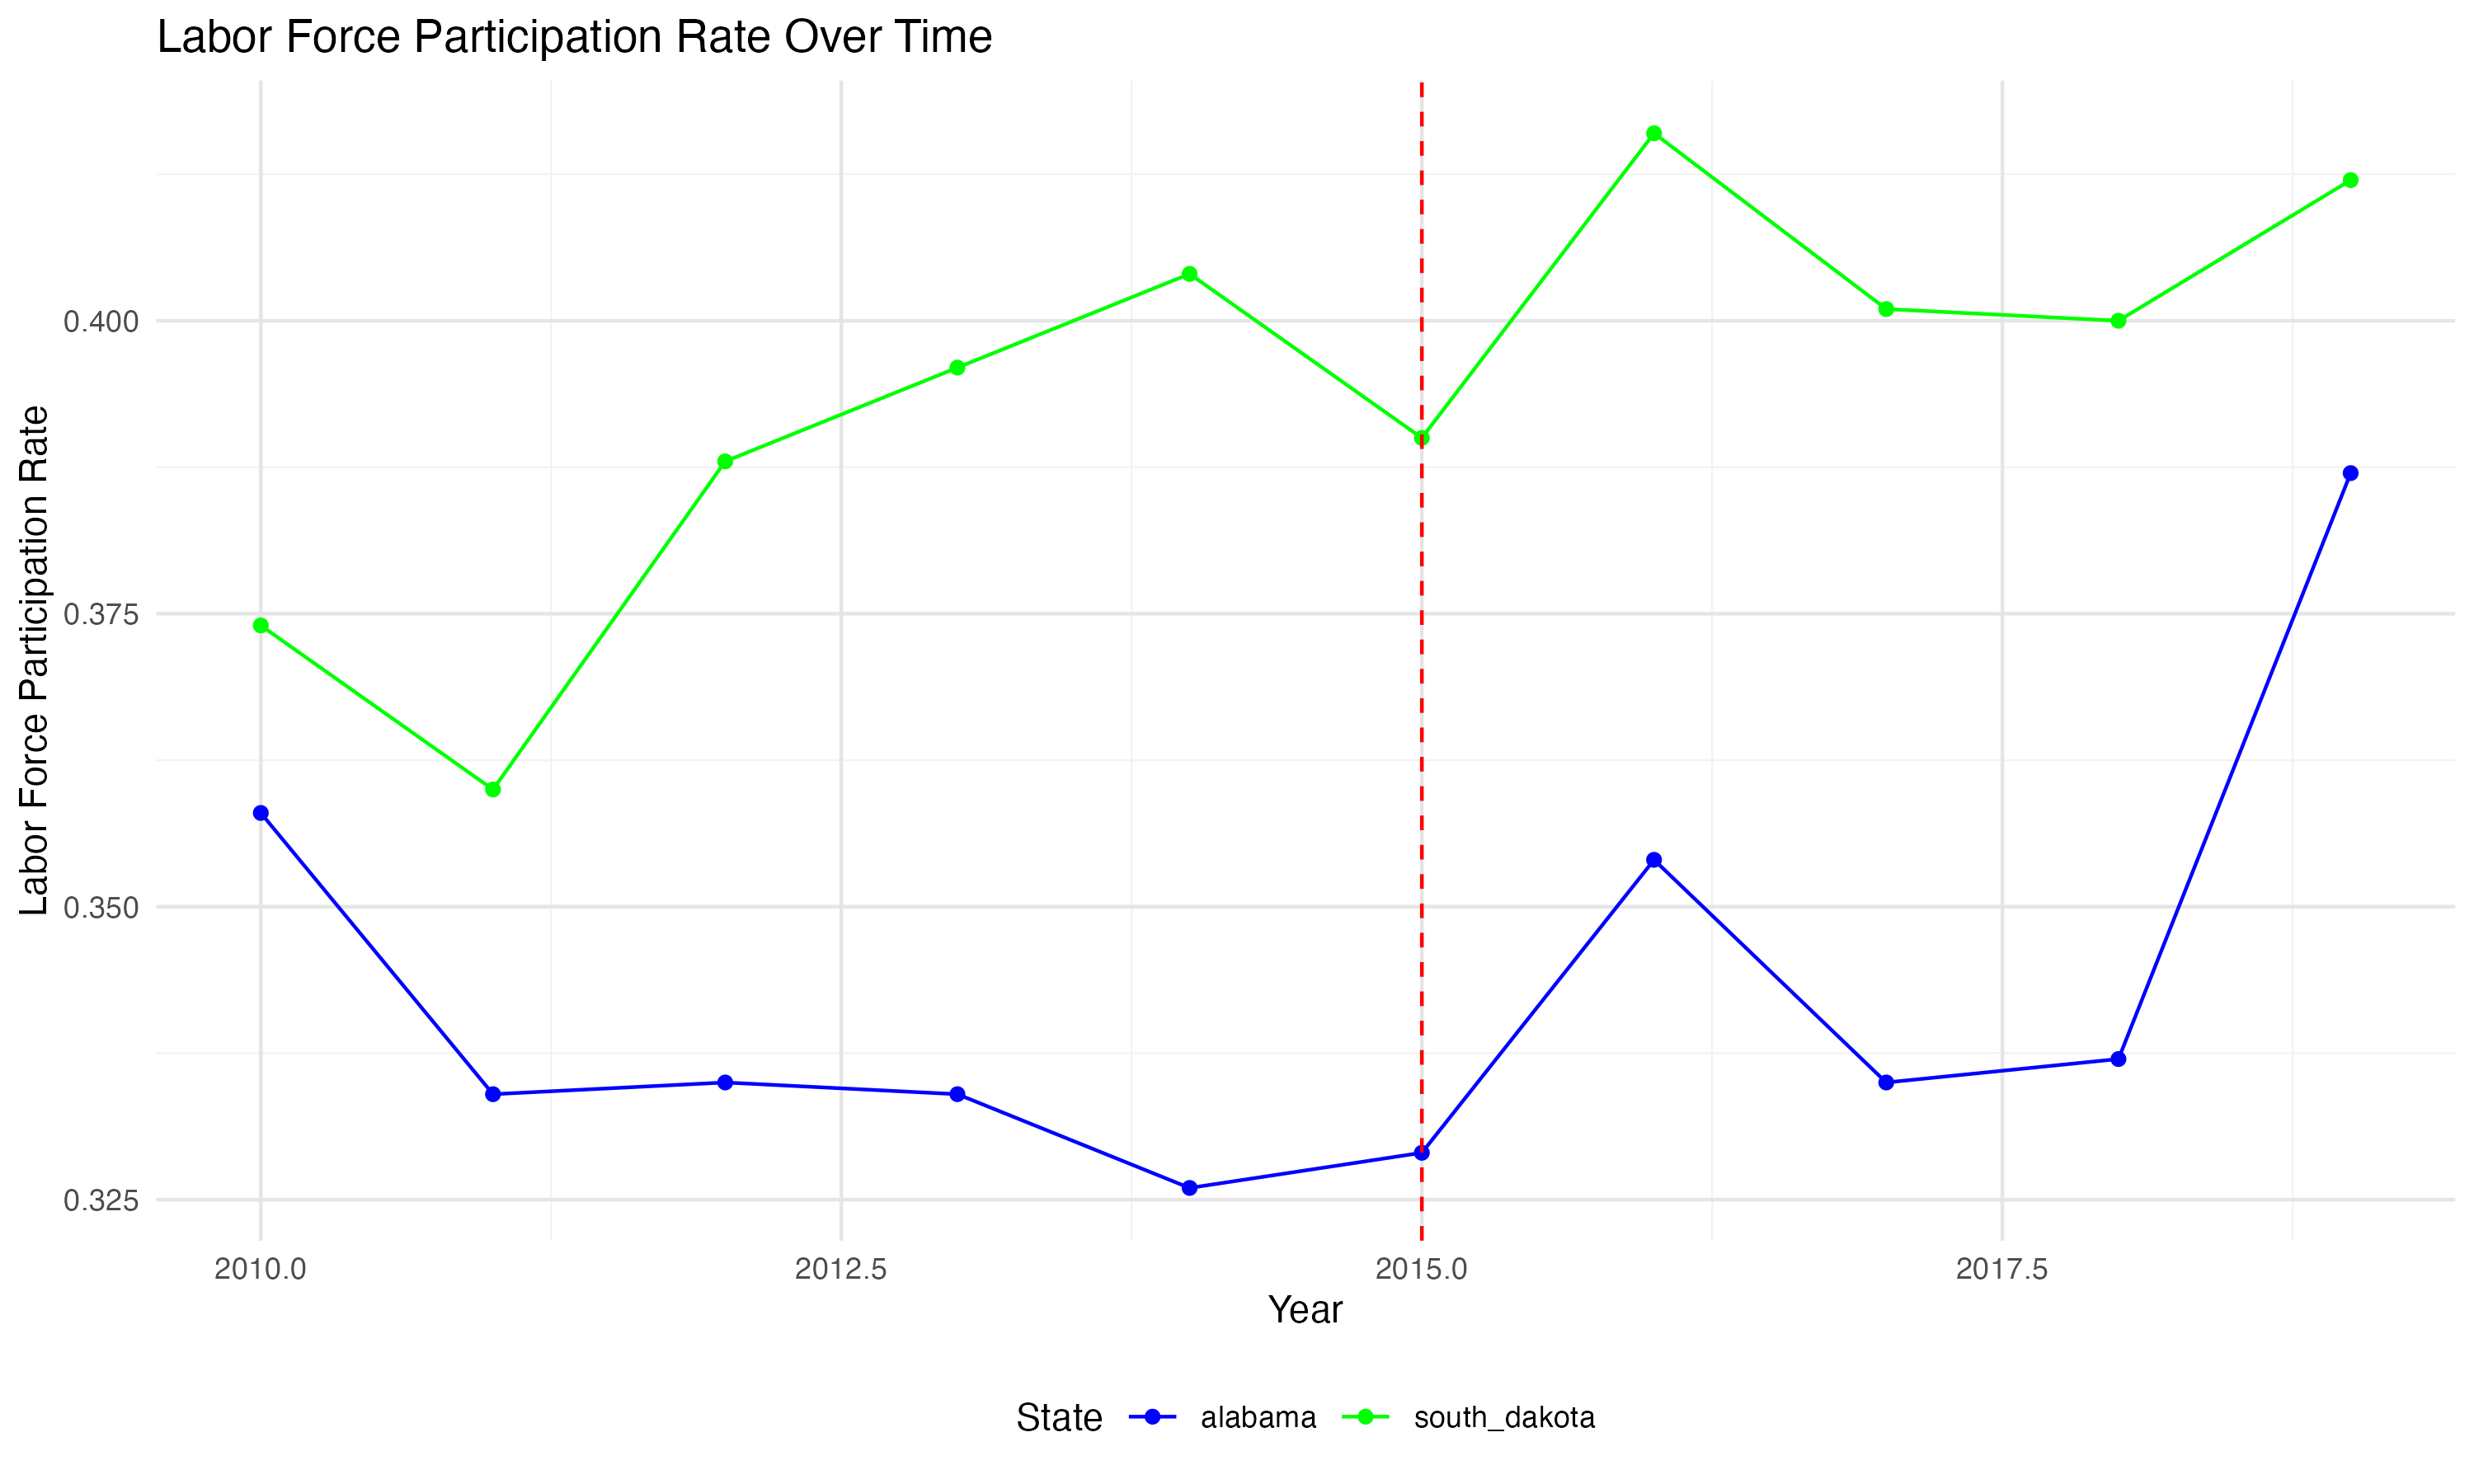 Labor Force Participation Rate Over Time
Labor Force Participation Rate
0.400
0.375
0.350
0.325
2010.0 2012.5 2015.0 2017.5
Year
State alabama south_dakota